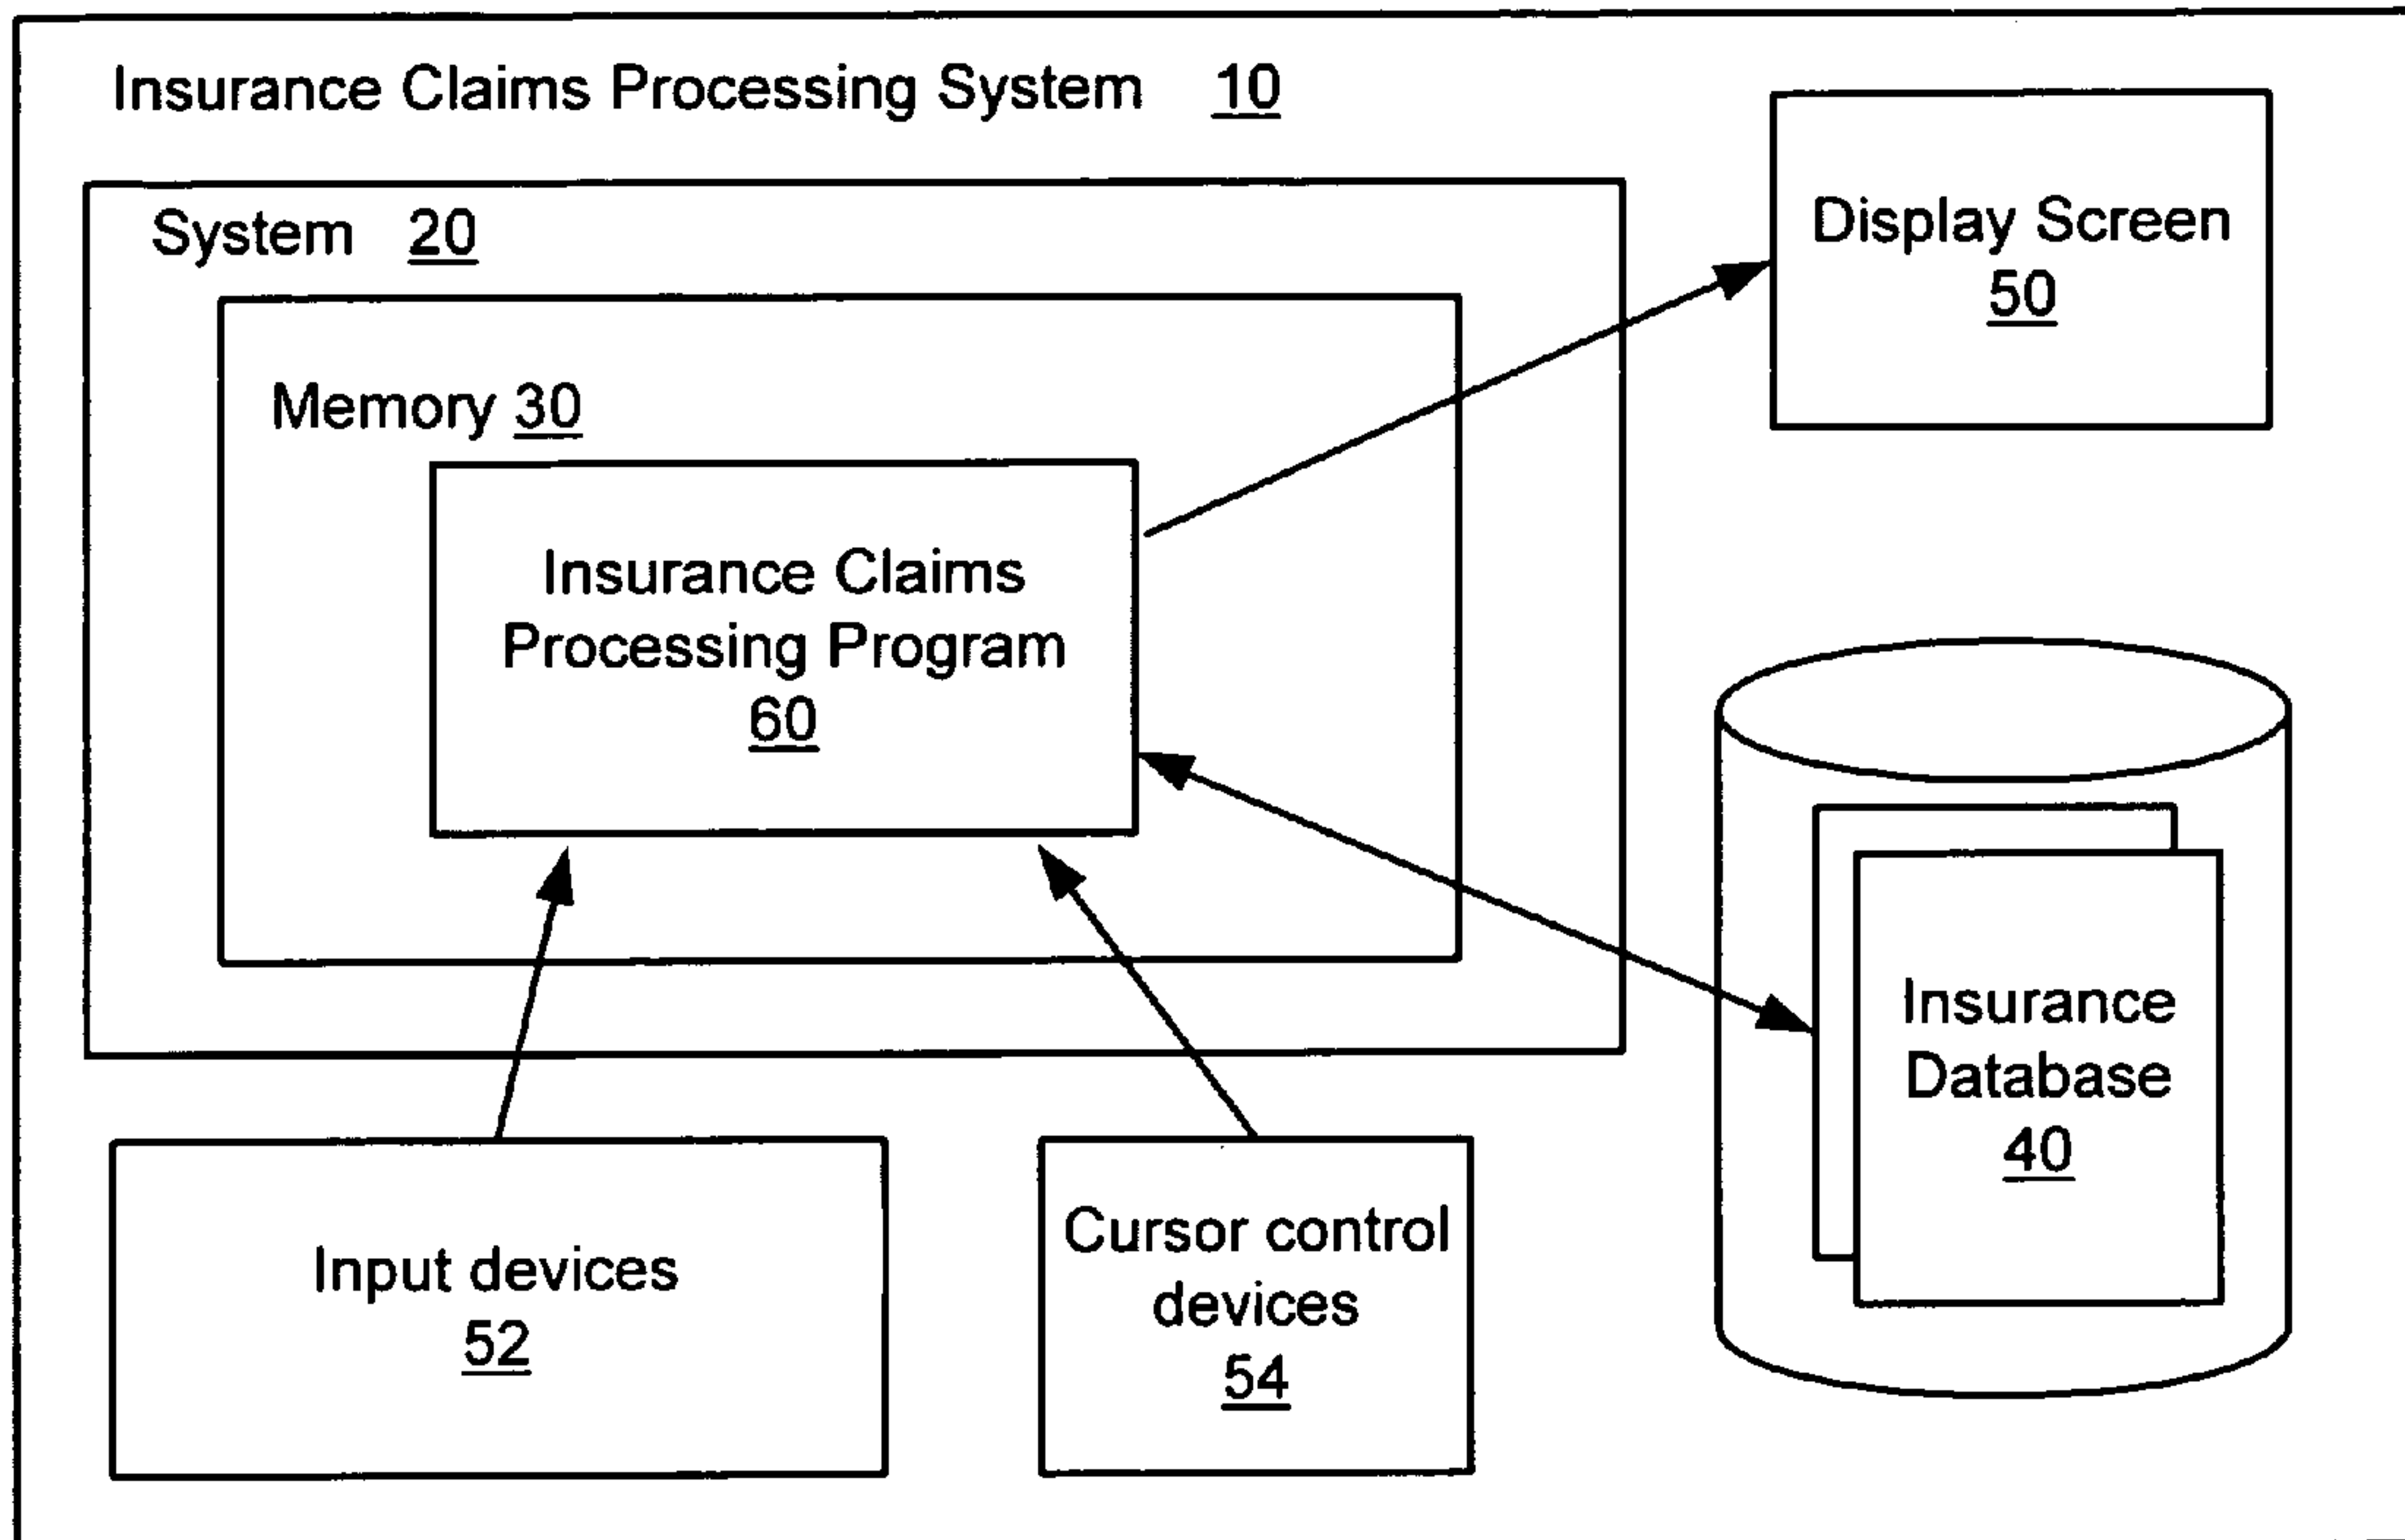 Insurance Claims Processing System 10
System 20
Display Screen
50
Memory 30
Insurance Claims
Processing Program
60
Insurance
Database
40
Input devices
52
Cursor control
devices
54